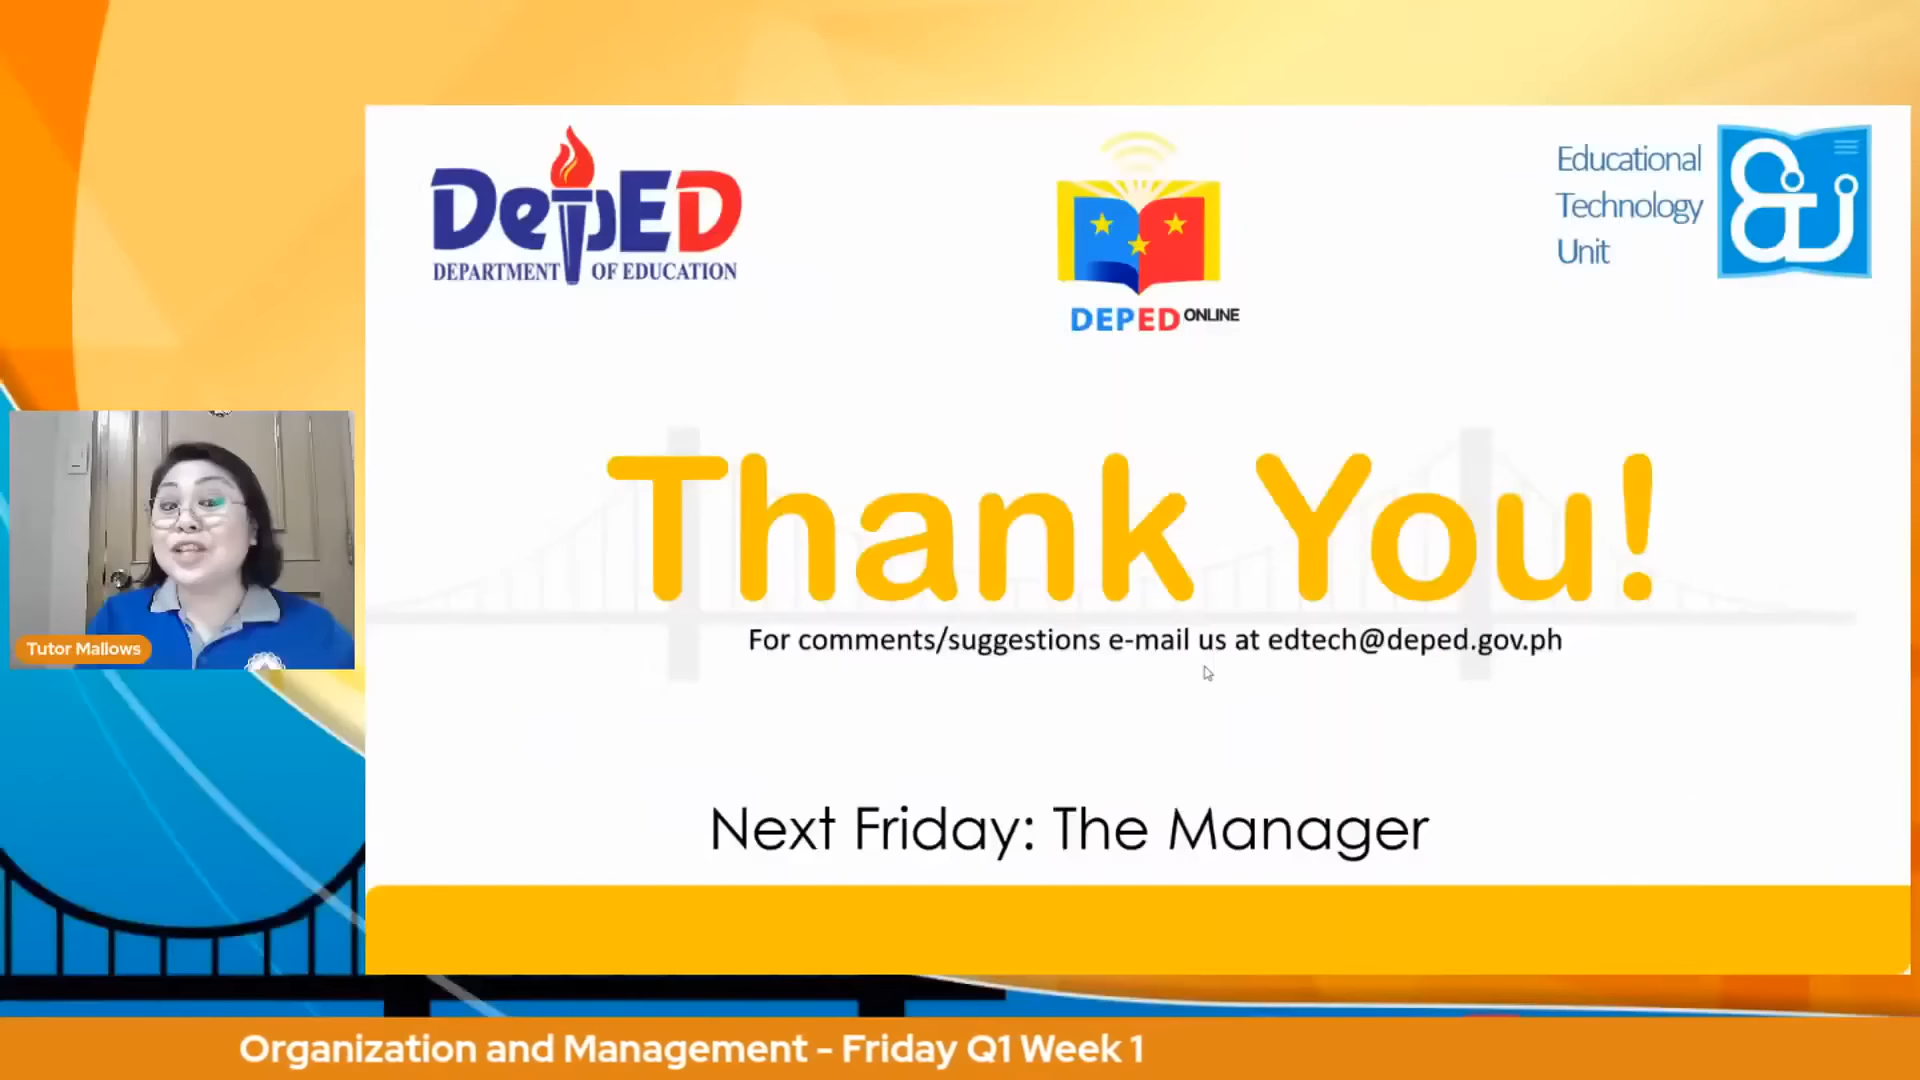 DepED
DEPARTMENT OF EDUCATION
DEPED ONLINE
Educational
Technology
Unit
Thank You!
For comments/suggestions e-mail us at edtech@deped.gov.ph
Tutor Mallows
Next Friday: The Manager
Organization and Management - Friday Q1 Week 1